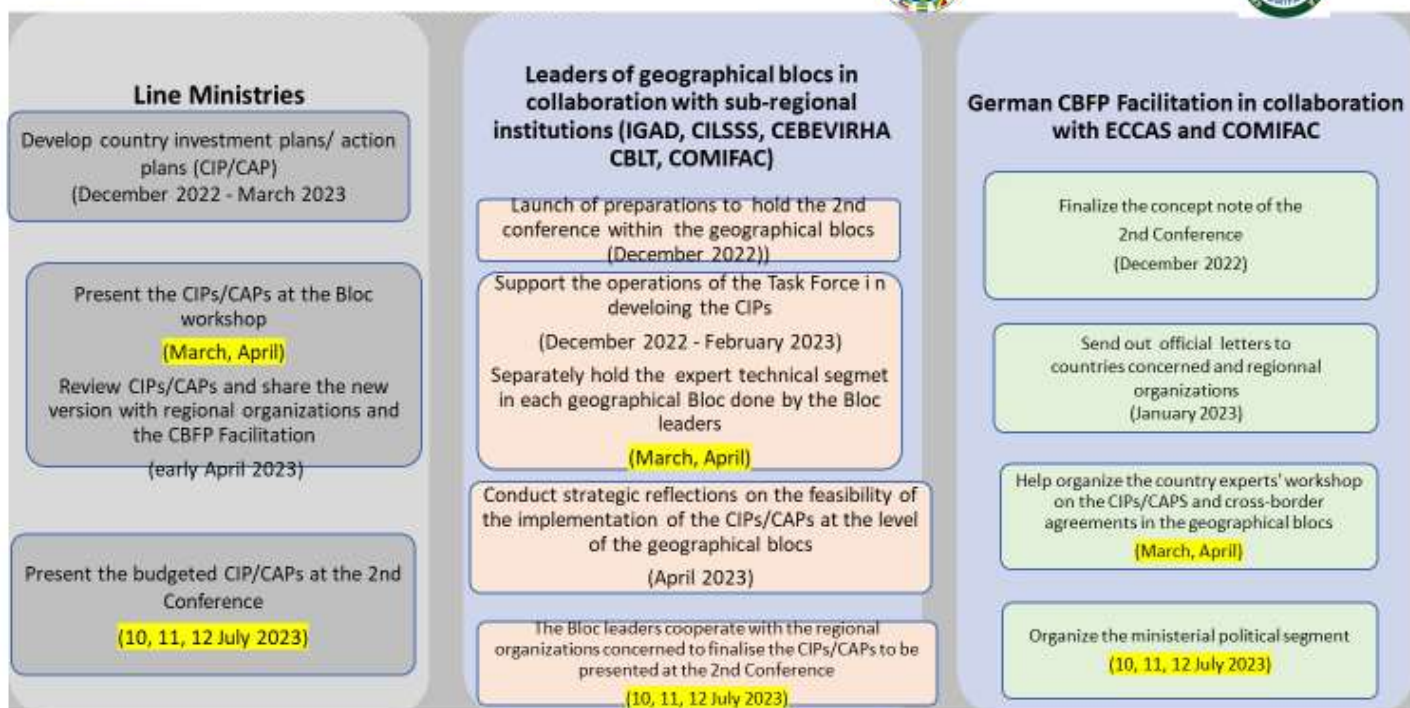 Line Ministries
Develop country investment plans/ action
plans (CIP/CAP)
(December 2022 - March 2023
Present the CIPs/CAPs at the Bloc
workshop
(March, April)
Review CIPs/CAPs and share the new
version with regional organizations and
the CBFP Facilitation
(early April 2023)
Present the budgeted CIP/CAPs at the 2nd
Conference
(10, 11, 12 July 2023)
Leaders of geographical blocs in
collaboration with sub-regional
institutions (IGAD, CILSSS, CEBEVIRHA
CBLT, COMIFAC)
Launch of preparations to hold the 2nd
conference within the geographical blocs
(December 2022))
Support the operations of the Task Force i n
develoing the CIPs
(December 2022 - February 2023)
Separately hold the expert technical segmet
in each geographical Bloc done by the Bloc
leaders
(March, April)
Conduct strategic reflections on the feasibility of
the implementation of the CIPs/CAPs at the level
of the geographical blocs
(April 2023)
The Bloc leaders cooperate with the regional
organizations concerned to finalise the CIPs/CAPs to be
presented at the 2nd Conference
(10, 11, 12 July 2023)
German CBFP Facilitation in collaboration
with ECCAS and COMIFAC
Finalize the concept note of the
2nd Conference
(December 2022)
Send out official letters to
countries concerned and regionnal
organizations
(January 2023)
Help organize the country experts' workshop
on the CIPs/CAPS and cross-border
agreements in the geographical blocs
(March, April)
Organize the ministerial political segment
(10, 11, 12 July 2023)